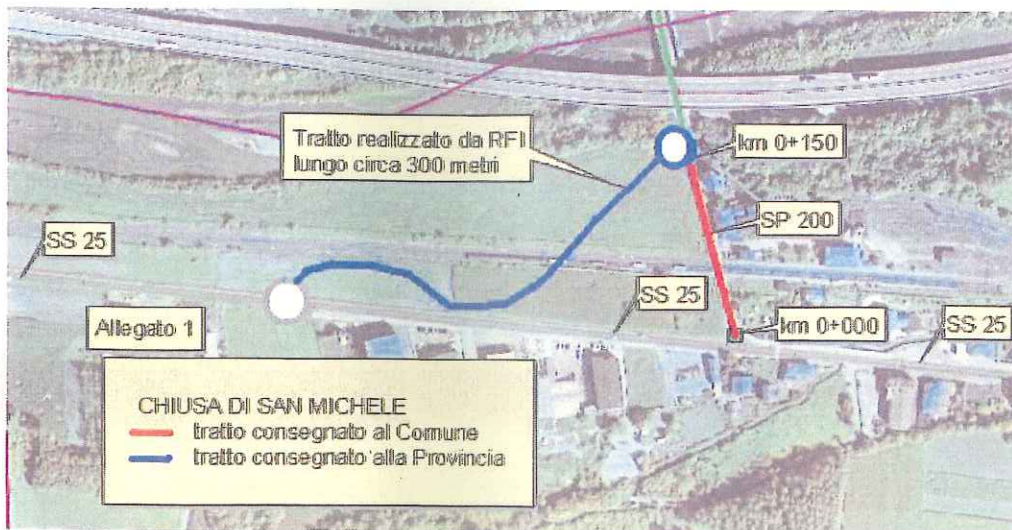 Tratto realizzato da RFI
lungo circa 300 metri
km 0+150
SP 200
SS 25
SS 25
km 0+000
SS 25
Allegato 1
CHIUSA DI SAN MICHELE
tratto consegnato al Comune
tratto consegnato alla Provincia